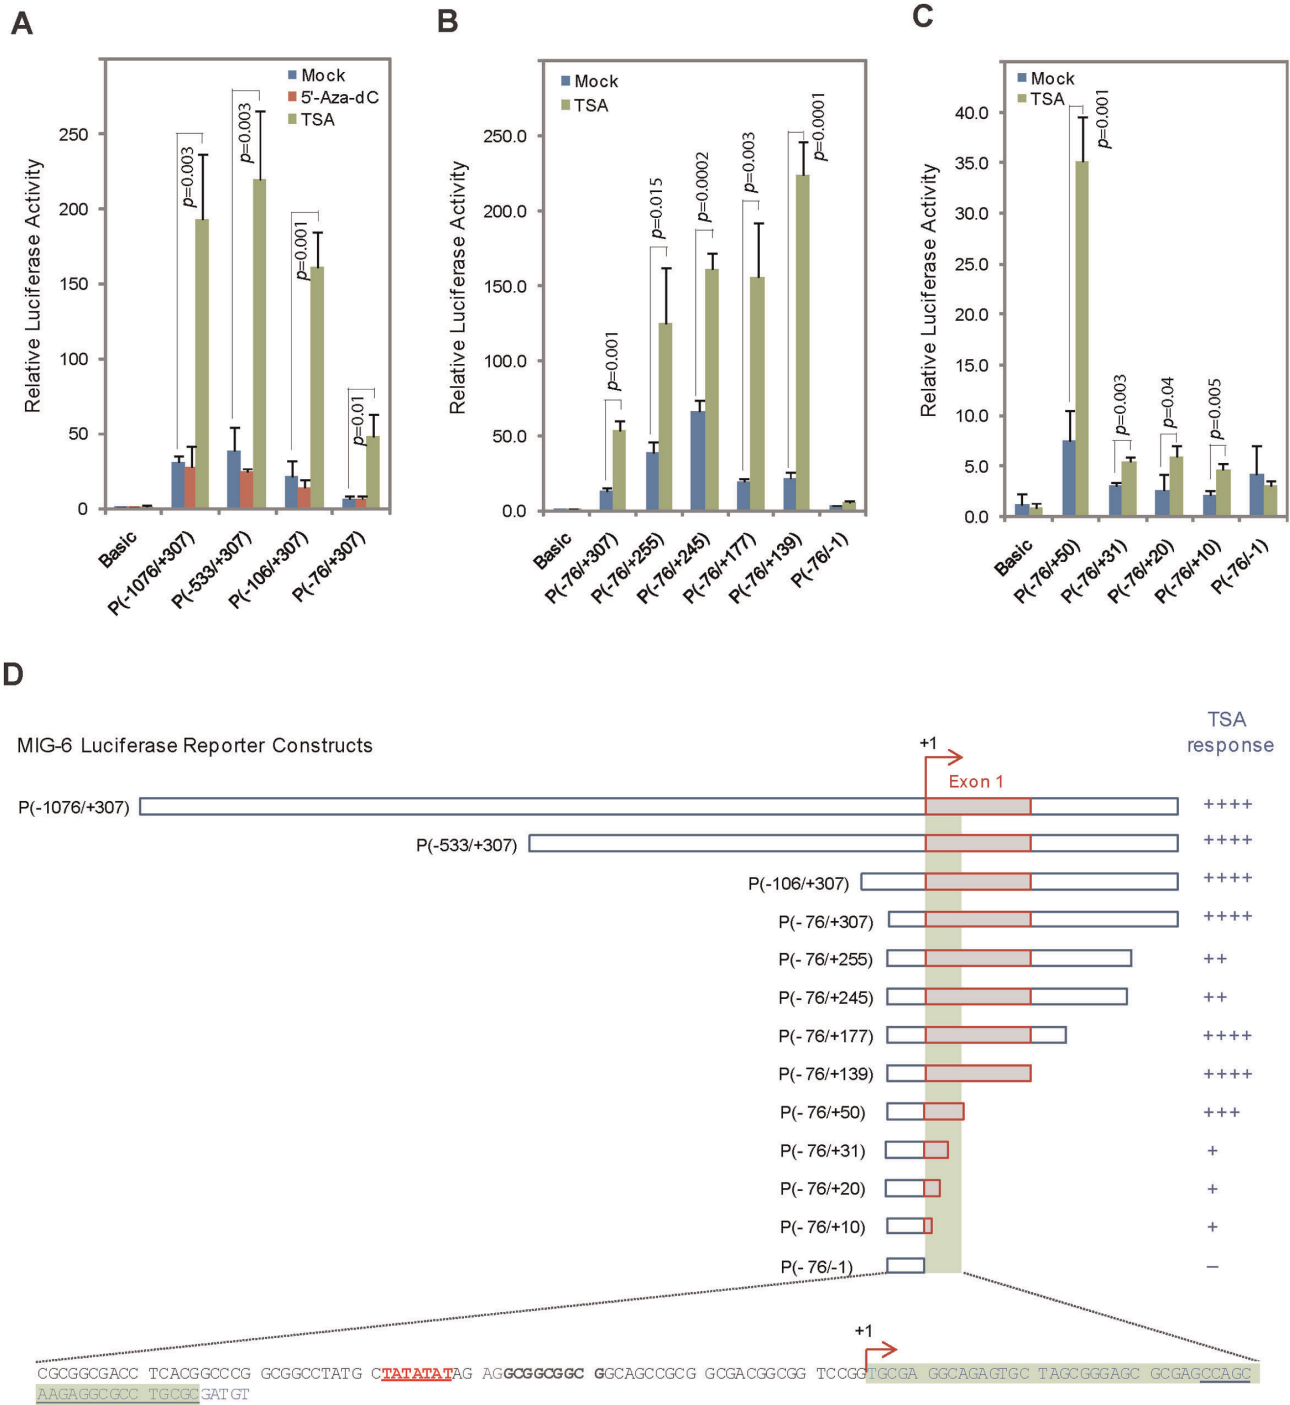 A
Relative Luciferase Activity
Mock
5'-Aza-dC
TSA
250
200
150
100
50
0
p=0.003
p=0.003
p=0.001
p=0.01
Basic
P(-1076/+307)
P(-533/+307)
P(-106/+307)
P(-76/+307)
B
Relative Luciferase Activity
Mock
TSA
250.0
200.0
150.0
100.0
50.0
0.0
p=0.001
p=0.015
p=0.0002
p=0.003
p=0.0001
Basic
P(-76/+307)
P(-76/+255)
P(-76/+245)
P(-76/+177)
P(-76/+139)
P(-76/-1)
C
Relative Luciferase Activity
Mock
TSA
40.0
35.0
30.0
25.0
20.0
15.0
10.0
5.0
0.0
p=0.001
p=0.003
p=0.04
p=0.005
Basic
P(-76/+50)
P(-76/+31)
P(-76/+20)
P(-76/+10)
P(-76/-1)
D
MIG-6 Luciferase Reporter Constructs
TSA
response
+1
Exon 1
P(-1076/+307) ++++
P(-533/+307) ++++
P(-106/+307) ++++
P(- 76/+307) ++++
P(- 76/+255) ++
P(- 76/+245) ++
P(- 76/+177) ++++
P(- 76/+139) ++++
P(- 76/+50) +++
P(- 76/+31) +
P(- 76/+20) +
P(- 76/+10) +
P(- 76/-1) –
+1
CGCGGCGACC TCACGGCCCG GCGGCCTATG CTATATATAG AGGCGGCGGC GGCAGCCGCG GCGACGGCGG TCCGGTGCGA GGCAGAGTGC TAGCGGGAGC GCGAGCCAGC
AAGAGGCGCC TGCGCGATGT